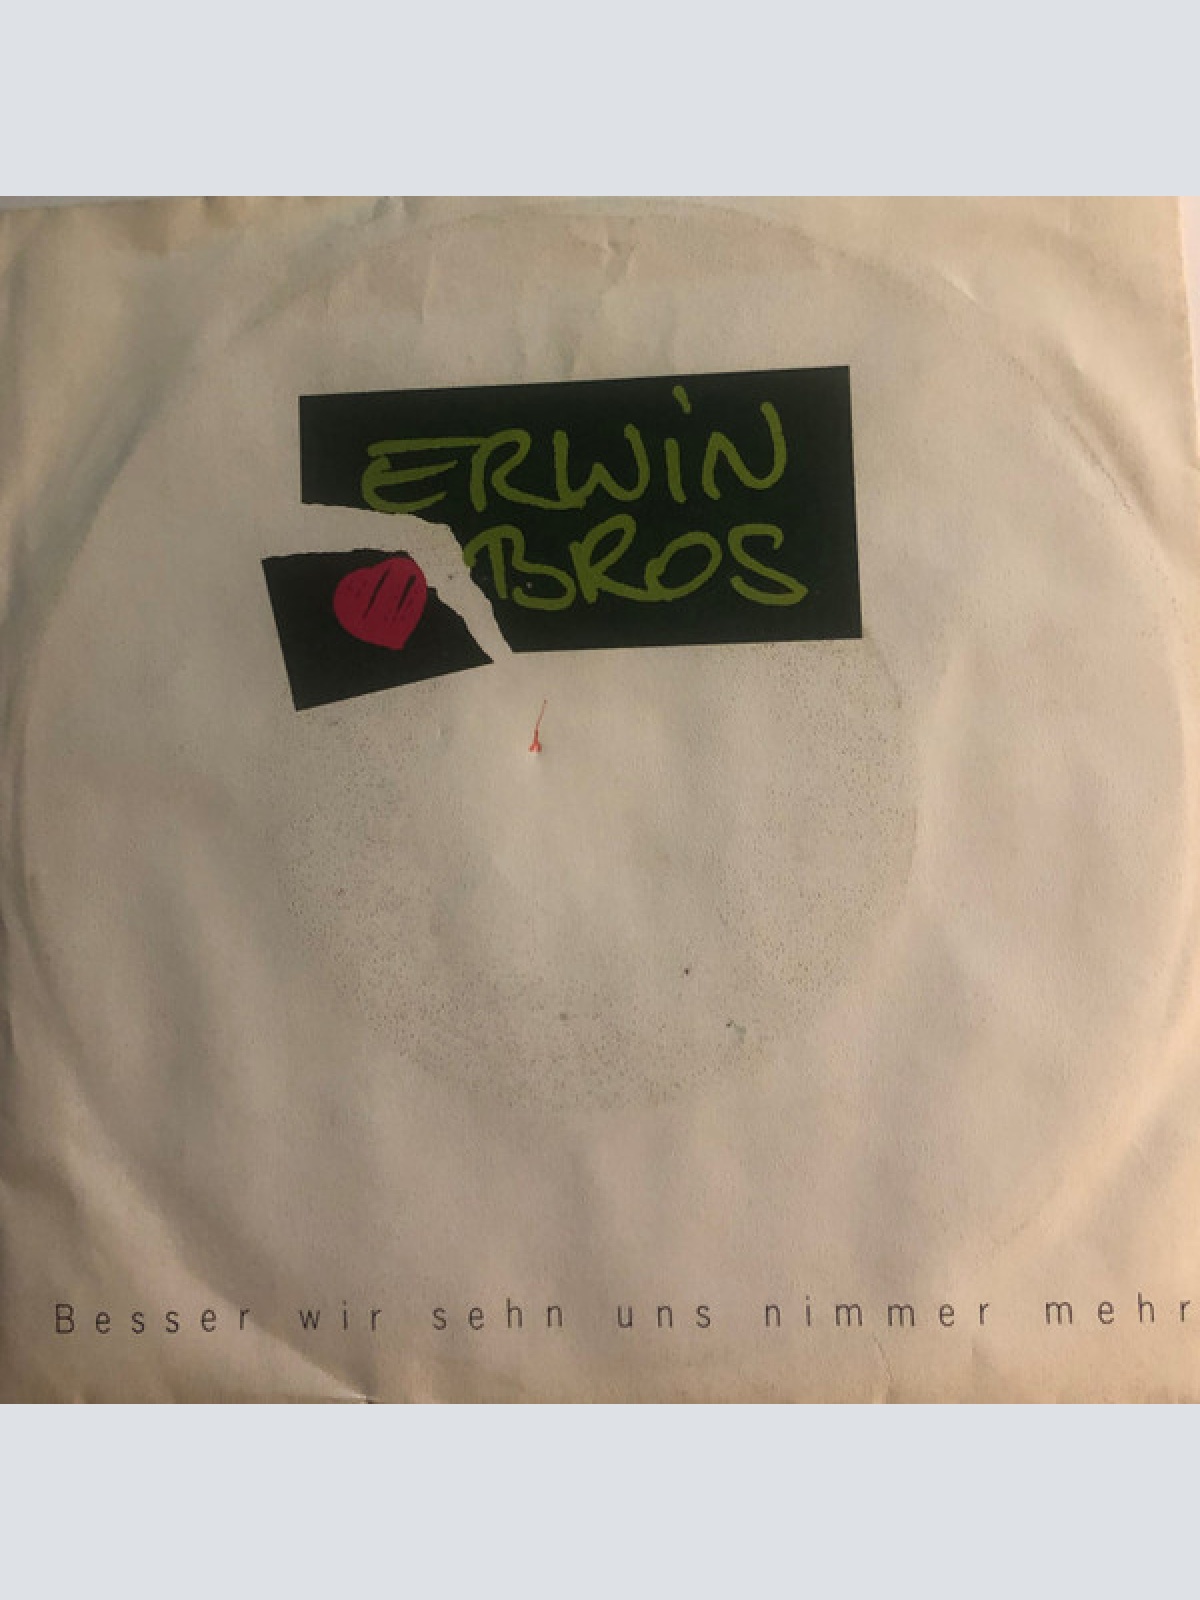 ERWiN
BROS
Besser wir sehn uns nimmer mehr